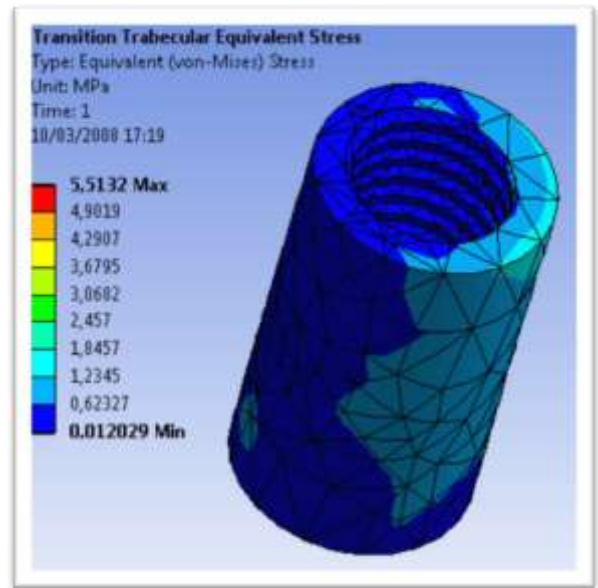 Transition Trabecular Equivalent Stress
Type: Equivalent (von-Mises) Stress
Unit: MPa
Time: 1
10/03/2008 17:19
5,5132 Max
4,9019
4,2907
3,6795
3,0682
2,457
1,8457
1,2345
0,62327
0,012029 Min